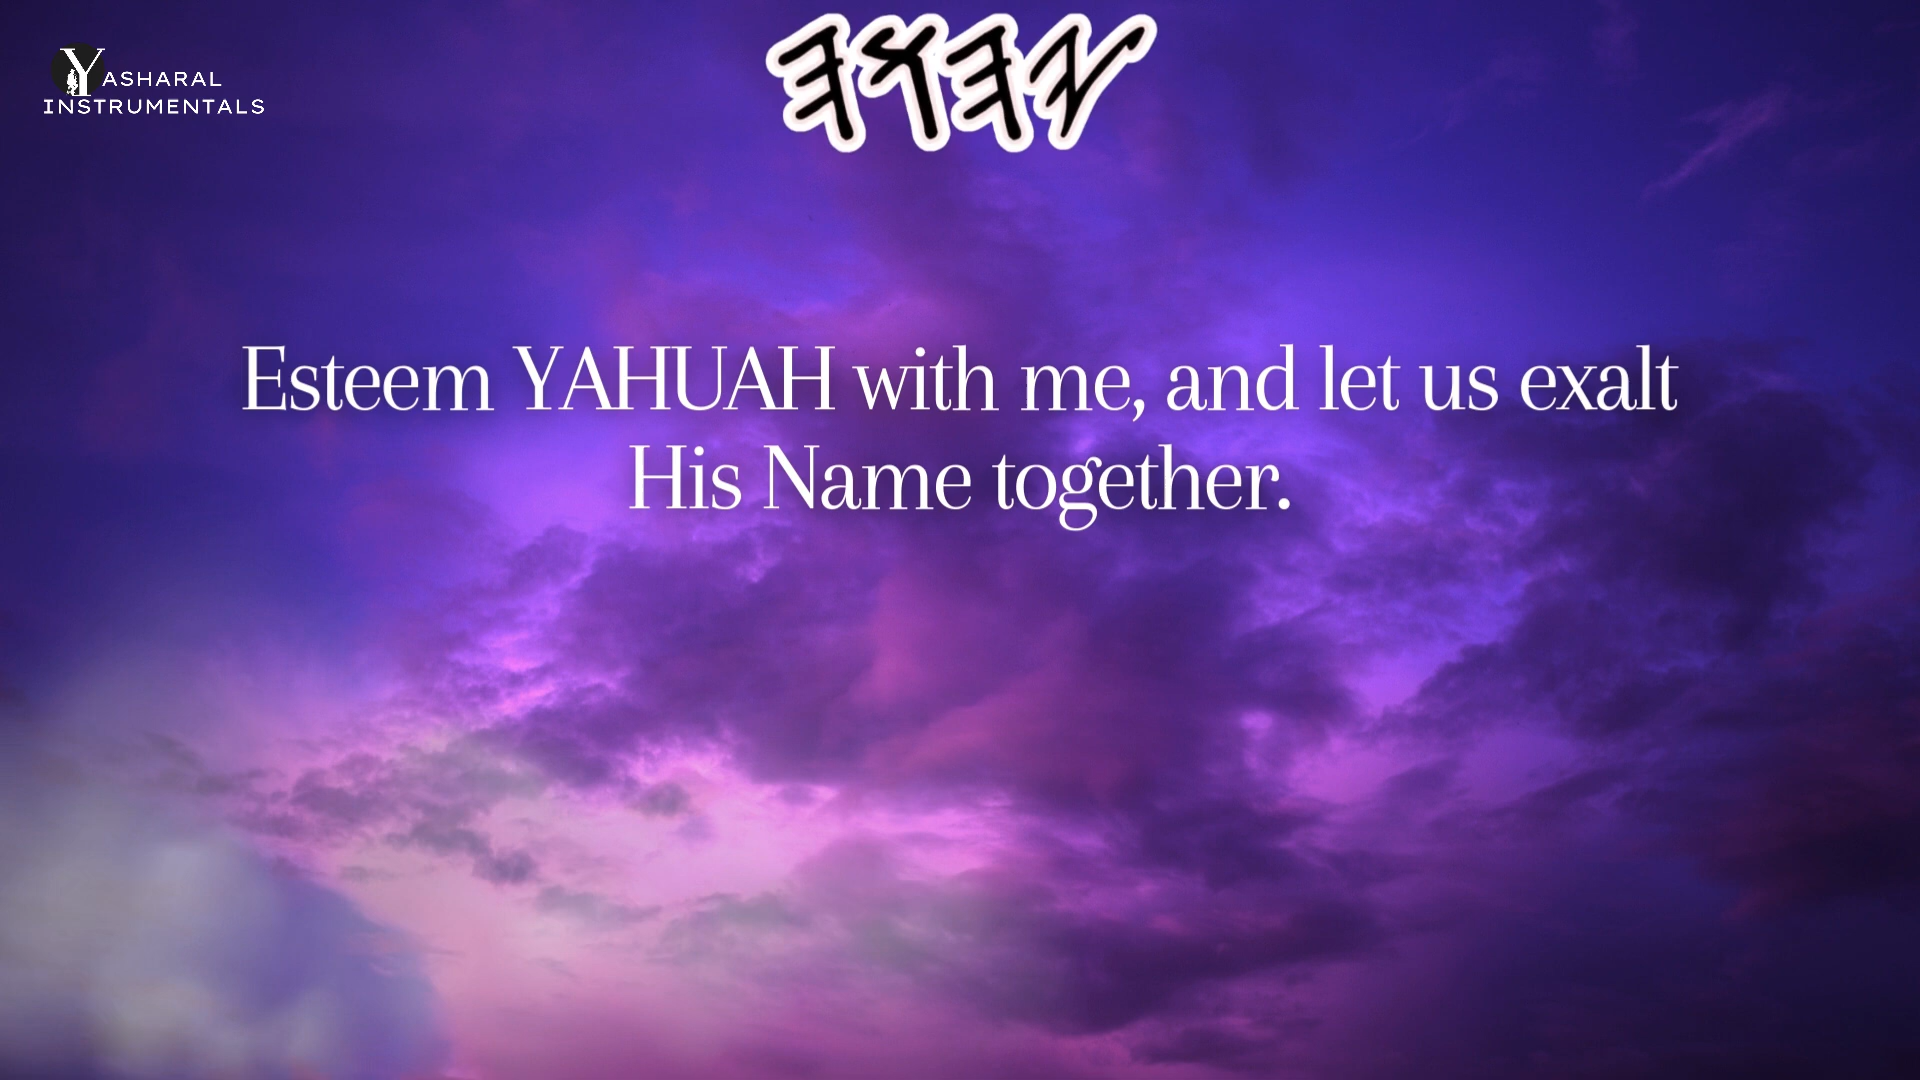 𐤉𐤄𐤅𐤄
YASHARAL
INSTRUMENTALS
Esteem YAHUAH with me, and let us exalt
His Name together.